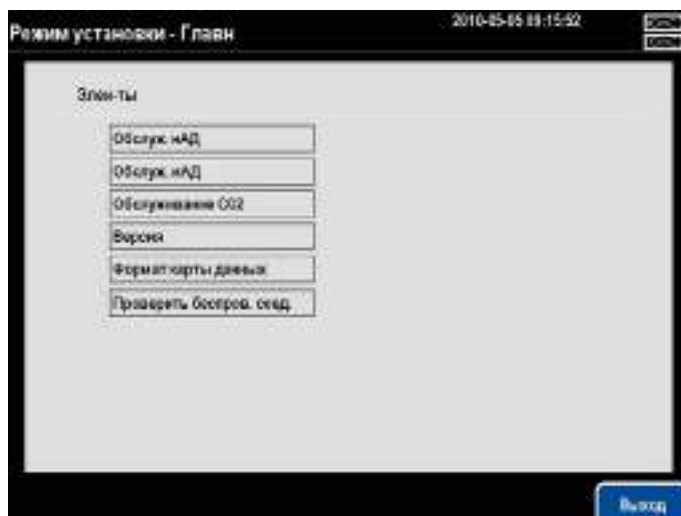 Режим установки - Главн
2010-05-05 09:15:52
Элен-ты
Обслуж. нАД
Обслуж. нАД
Обслуживание CO2
Версия
Формат карты данных
Проверить беспров. соед.
Выход